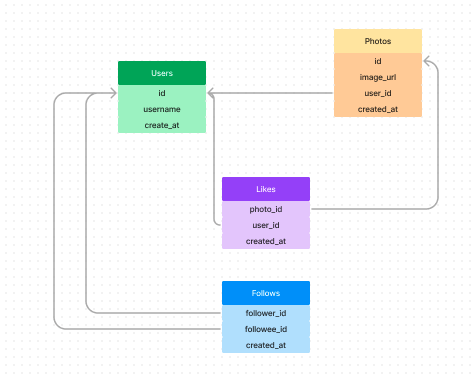 Users
id
username
create_at
Photos
id
image_url
user_id
created_at
Likes
photo_id
user_id
created_at
Follows
follower_id
followee_id
created_at